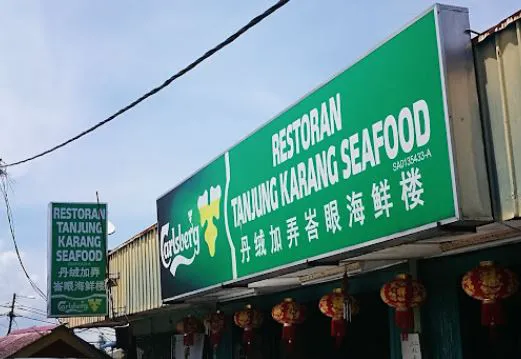 RESTORAN
TANJUNG KARANG SEAFOOD
SA0135433-A
丹绒加弄峇眼海鲜楼
Carlsberg
RESTORAN
TANJUNG
KARANG
SEAFOOD
丹绒加弄
峇眼海鲜楼
Carlsberg